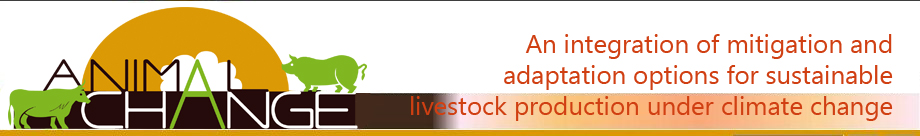 ANIMAL
CHANGE
An integration of mitigation and
adaptation options for sustainable
livestock production under climate change